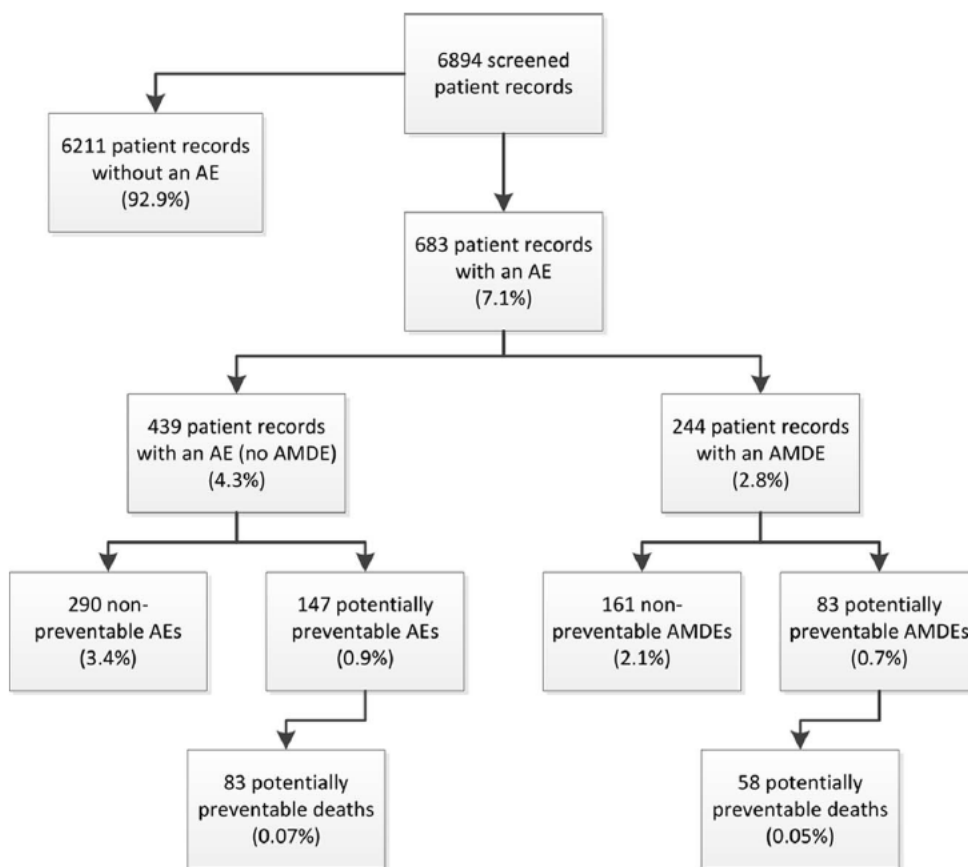 6894 screened
patient records
6211 patient records
without an AE
(92.9%)
683 patient records
with an AE
(7.1%)
439 patient records
with an AE (no AMDE)
(4.3%)
244 patient records
with an AMDE
(2.8%)
290 non-
preventable AEs
(3.4%)
147 potentially
preventable AEs
(0.9%)
161 non-
preventable AMDEs
(2.1%)
83 potentially
preventable AMDEs
(0.7%)
83 potentially
preventable deaths
(0.07%)
58 potentially
preventable deaths
(0.05%)